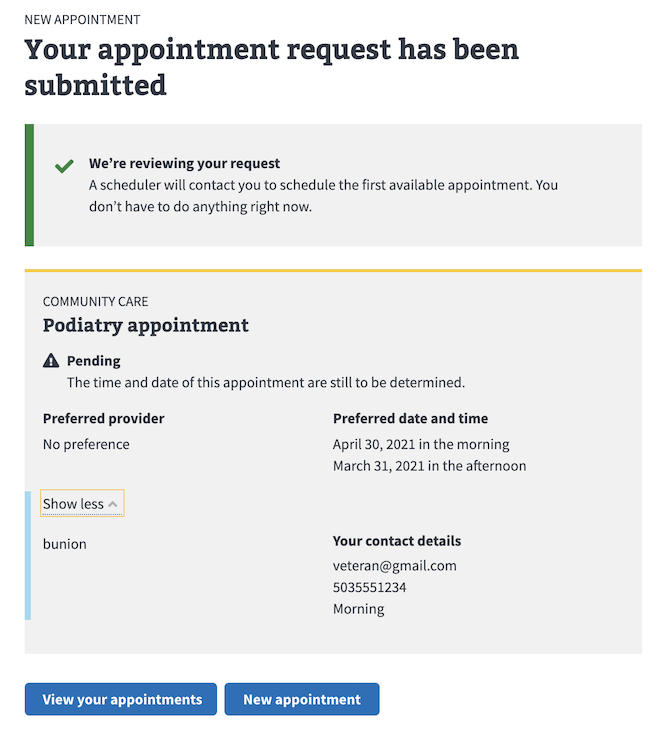 NEW APPOINTMENT
Your appointment request has been
submitted
We’re reviewing your request
A scheduler will contact you to schedule the first available appointment. You
don’t have to do anything right now.
COMMUNITY CARE
Podiatry appointment
Pending
The time and date of this appointment are still to be determined.
Preferred provider
No preference
Preferred date and time
April 30, 2021 in the morning
March 31, 2021 in the afternoon
Show less
bunion
Your contact details
veteran@gmail.com
5035551234
Morning
View your appointments
New appointment